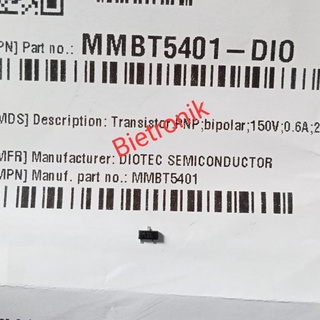 PN] Part no.: MMBT5401-DIO
MDS] Description: Transistor: PNP;bipolar;150V;0.6A;2
Bietronik
MFR] Manufacturer: DIOTEC SEMICONDUCTOR
MPN] Manuf. part no.: MMBT5401